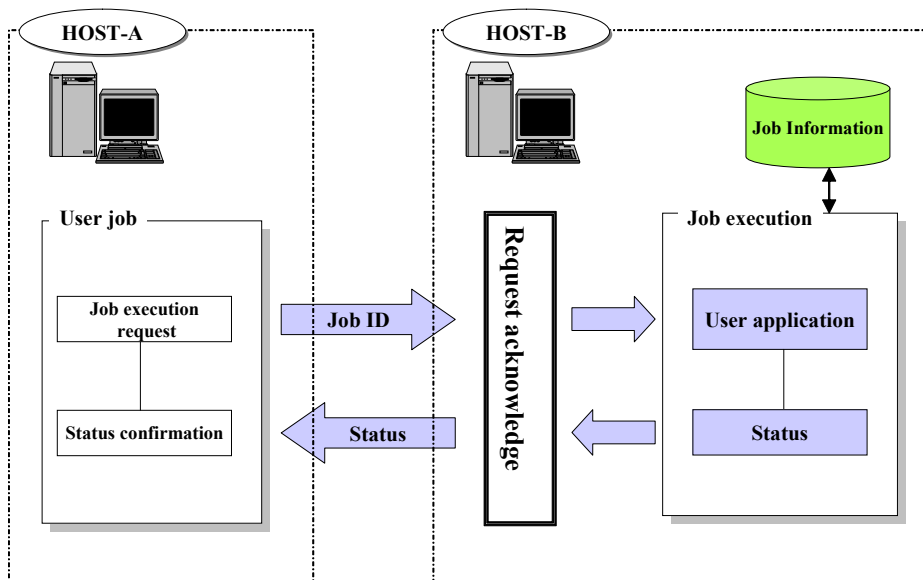 HOST-A
HOST-B
Job Information
User job
Job execution
request
Status confirmation
Job ID
Status
Request acknowledge
Job execution
User application
Status